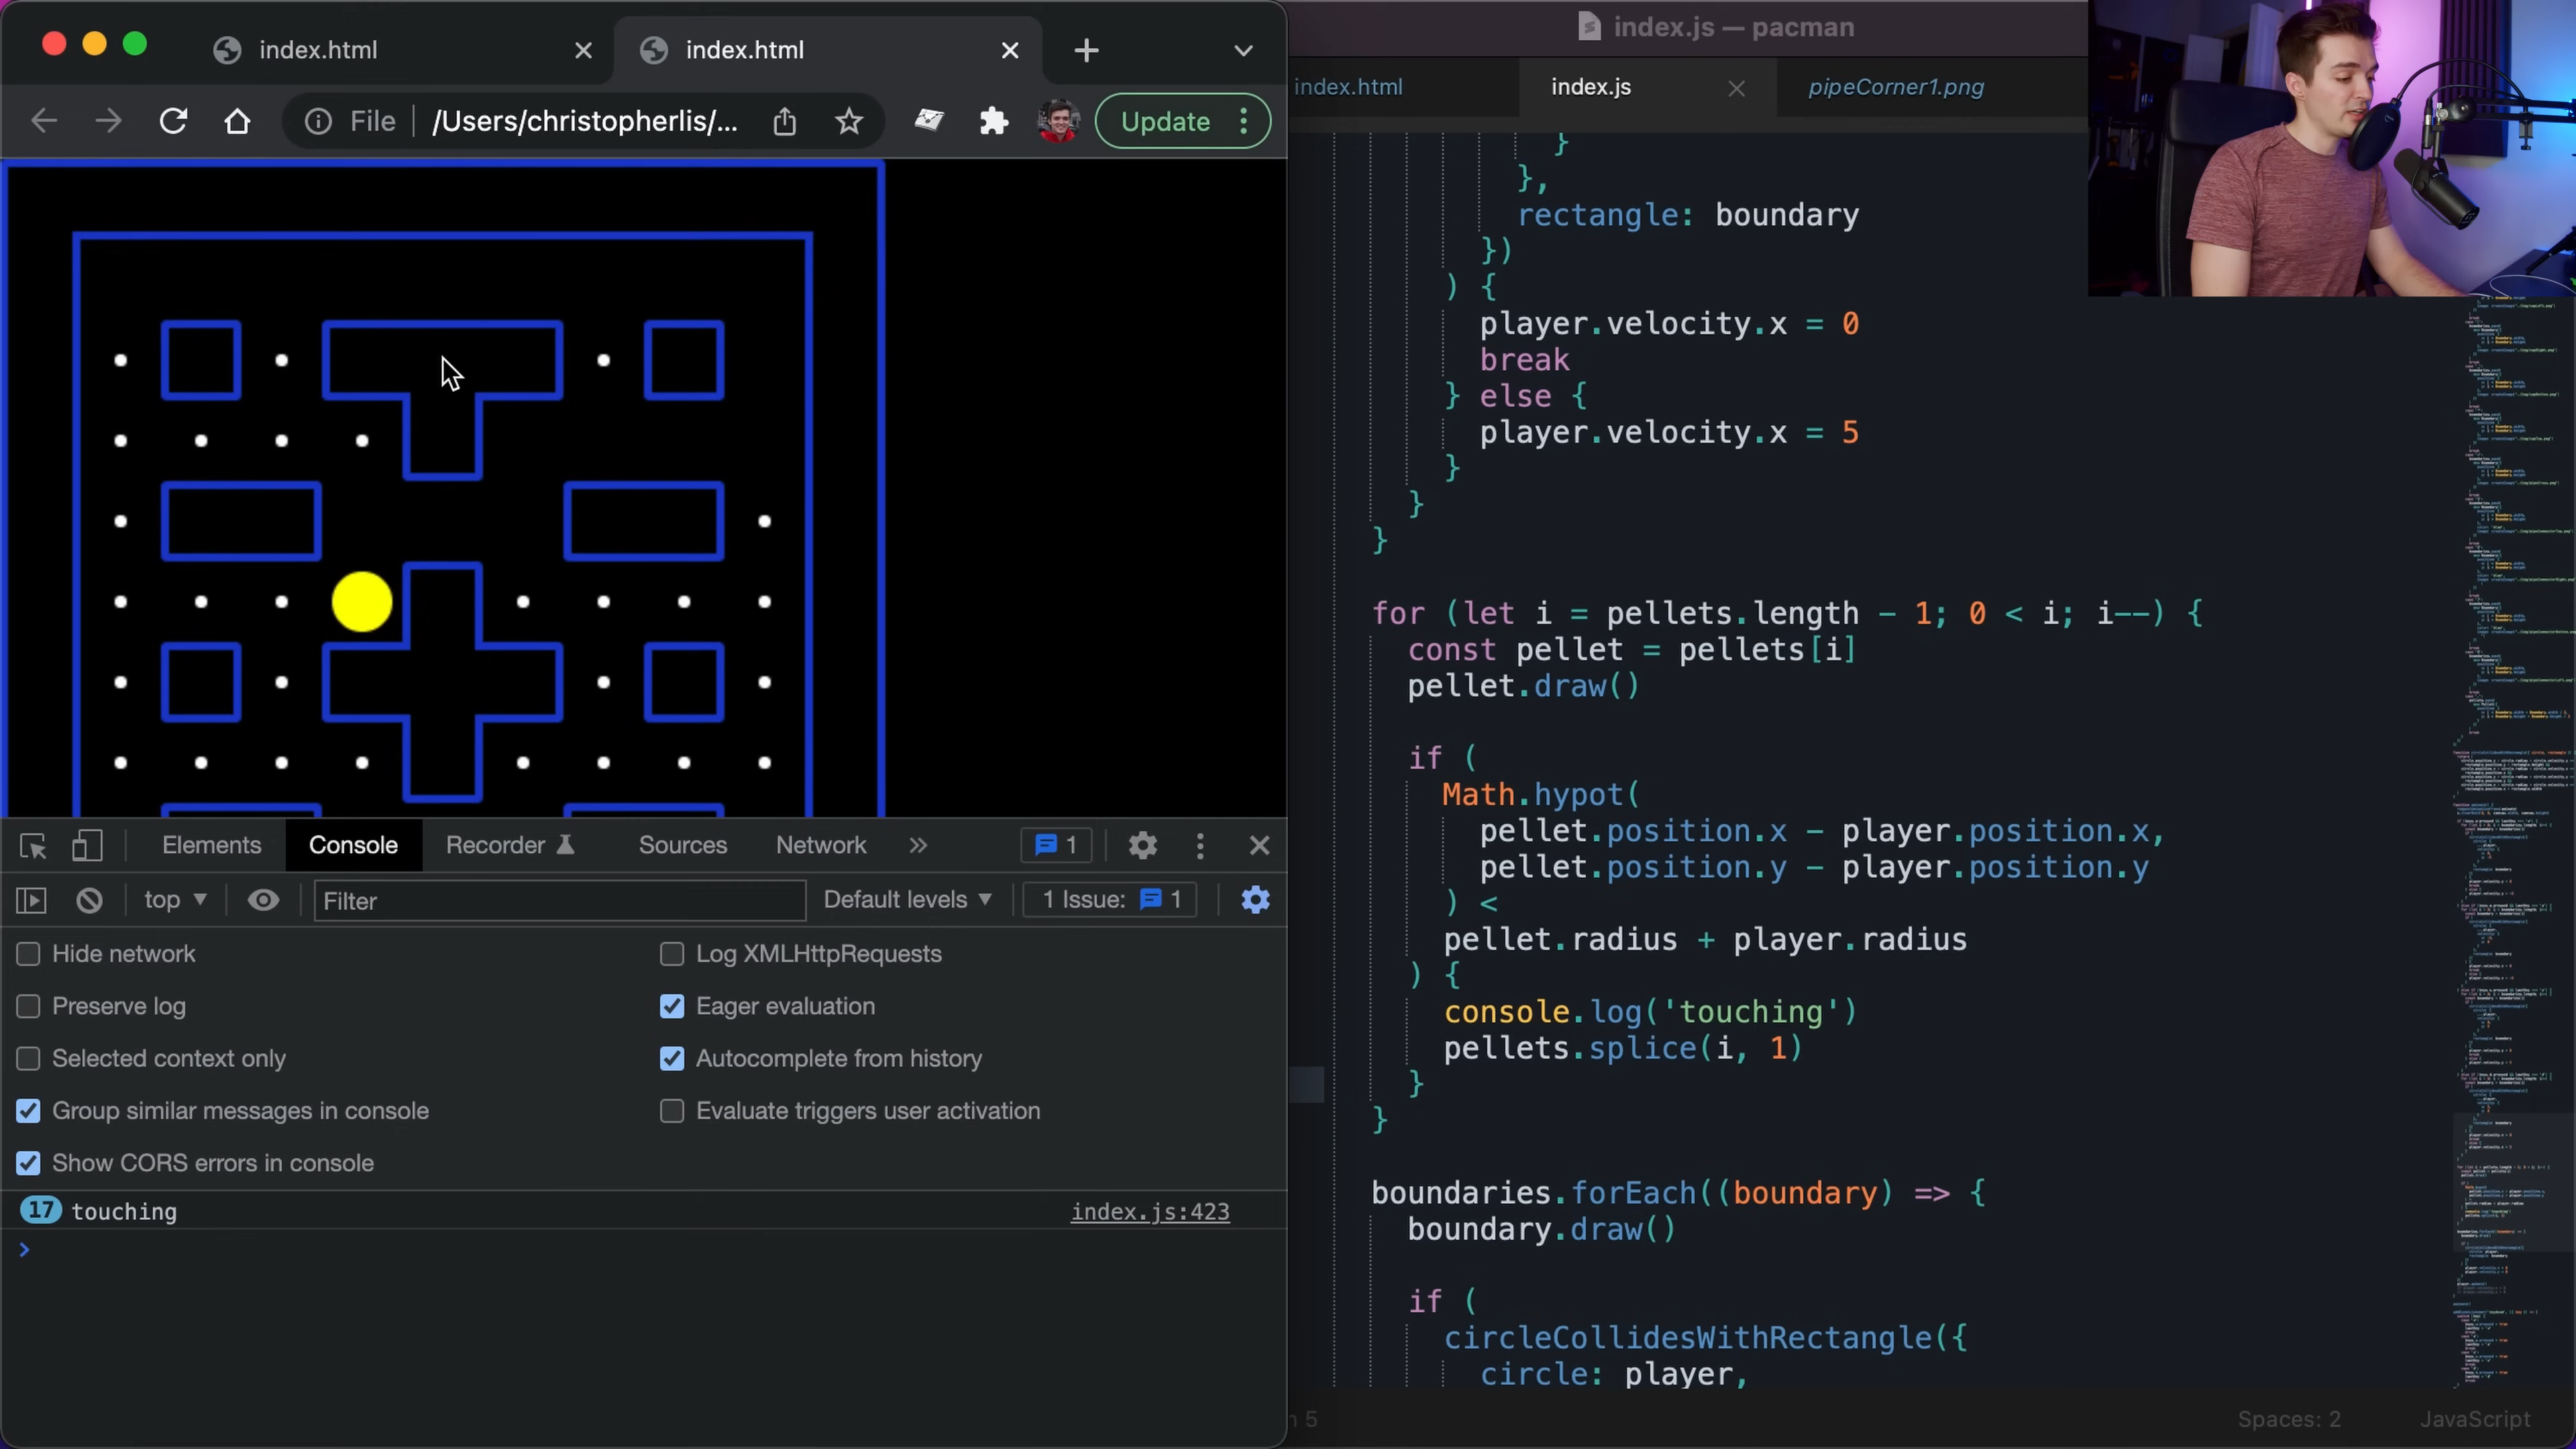 index.html
index.html
File
/Users/christopherlis/...
Update
Elements
Console
Recorder
Sources
Network
1
top
Filter
Default levels
1 Issue:
1
Hide network
Log XMLHttpRequests
Preserve log
Eager evaluation
Selected context only
Autocomplete from history
Group similar messages in console
Evaluate triggers user activation
Show CORS errors in console
17 touching
index.js:423
index.js — pacman
index.html
index.js
pipeCorner1.png
}
},
rectangle: boundary
})
) {
player.velocity.x = 0
break
} else {
player.velocity.x = 5
}
}
}
for (let i = pellets.length - 1; 0 < i; i--) {
const pellet = pellets[i]
pellet.draw()
if (
Math.hypot(
pellet.position.x - player.position.x,
pellet.position.y - player.position.y
) <
pellet.radius + player.radius
) {
console.log('touching')
pellets.splice(i, 1)
}
}
boundaries.forEach((boundary) => {
boundary.draw()
if (
circleCollidesWithRectangle({
circle: player,
5
Spaces: 2
JavaScript